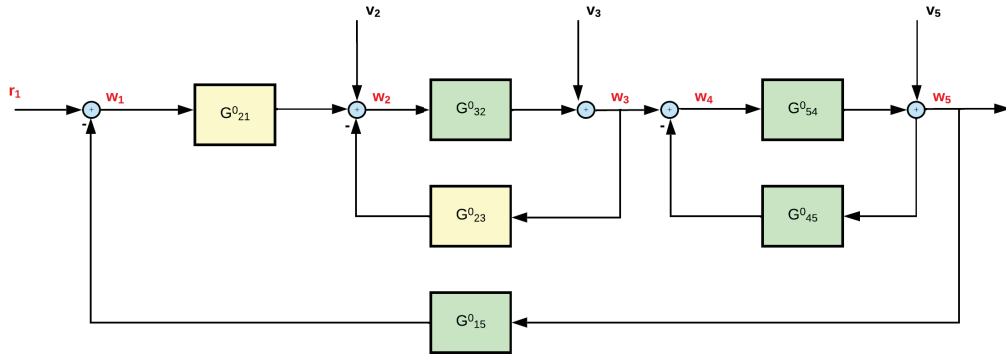 v₂
v₃
v₅
r₁
w₁
G⁰₂₁
w₂
G⁰₃₂
w₃
w₄
G⁰₅₄
w₅
+
+
+
+
+
-
-
-
G⁰₂₃
G⁰₄₅
G⁰₁₅